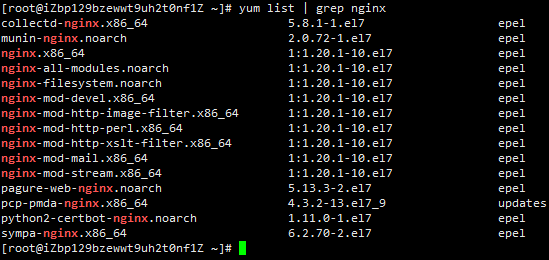 [root@iZbp129bzewwt9uh2t0nf1Z ~]# yum list | grep nginx
collectd-nginx.x86_64 5.8.1-1.el7 epel
munin-nginx.noarch 2.0.72-1.el7 epel
nginx.x86_64 1:1.20.1-10.el7 epel
nginx-all-modules.noarch 1:1.20.1-10.el7 epel
nginx-filesystem.noarch 1:1.20.1-10.el7 epel
nginx-mod-devel.x86_64 1:1.20.1-10.el7 epel
nginx-mod-http-image-filter.x86_64 1:1.20.1-10.el7 epel
nginx-mod-http-perl.x86_64 1:1.20.1-10.el7 epel
nginx-mod-http-xslt-filter.x86_64 1:1.20.1-10.el7 epel
nginx-mod-mail.x86_64 1:1.20.1-10.el7 epel
nginx-mod-stream.x86_64 1:1.20.1-10.el7 epel
pagure-web-nginx.noarch 5.13.3-2.el7 epel
pcp-pmda-nginx.x86_64 4.3.2-13.el7_9 updates
python2-certbot-nginx.noarch 1.11.0-1.el7 epel
sympa-nginx.x86_64 6.2.70-2.el7 epel
[root@iZbp129bzewwt9uh2t0nf1Z ~]#